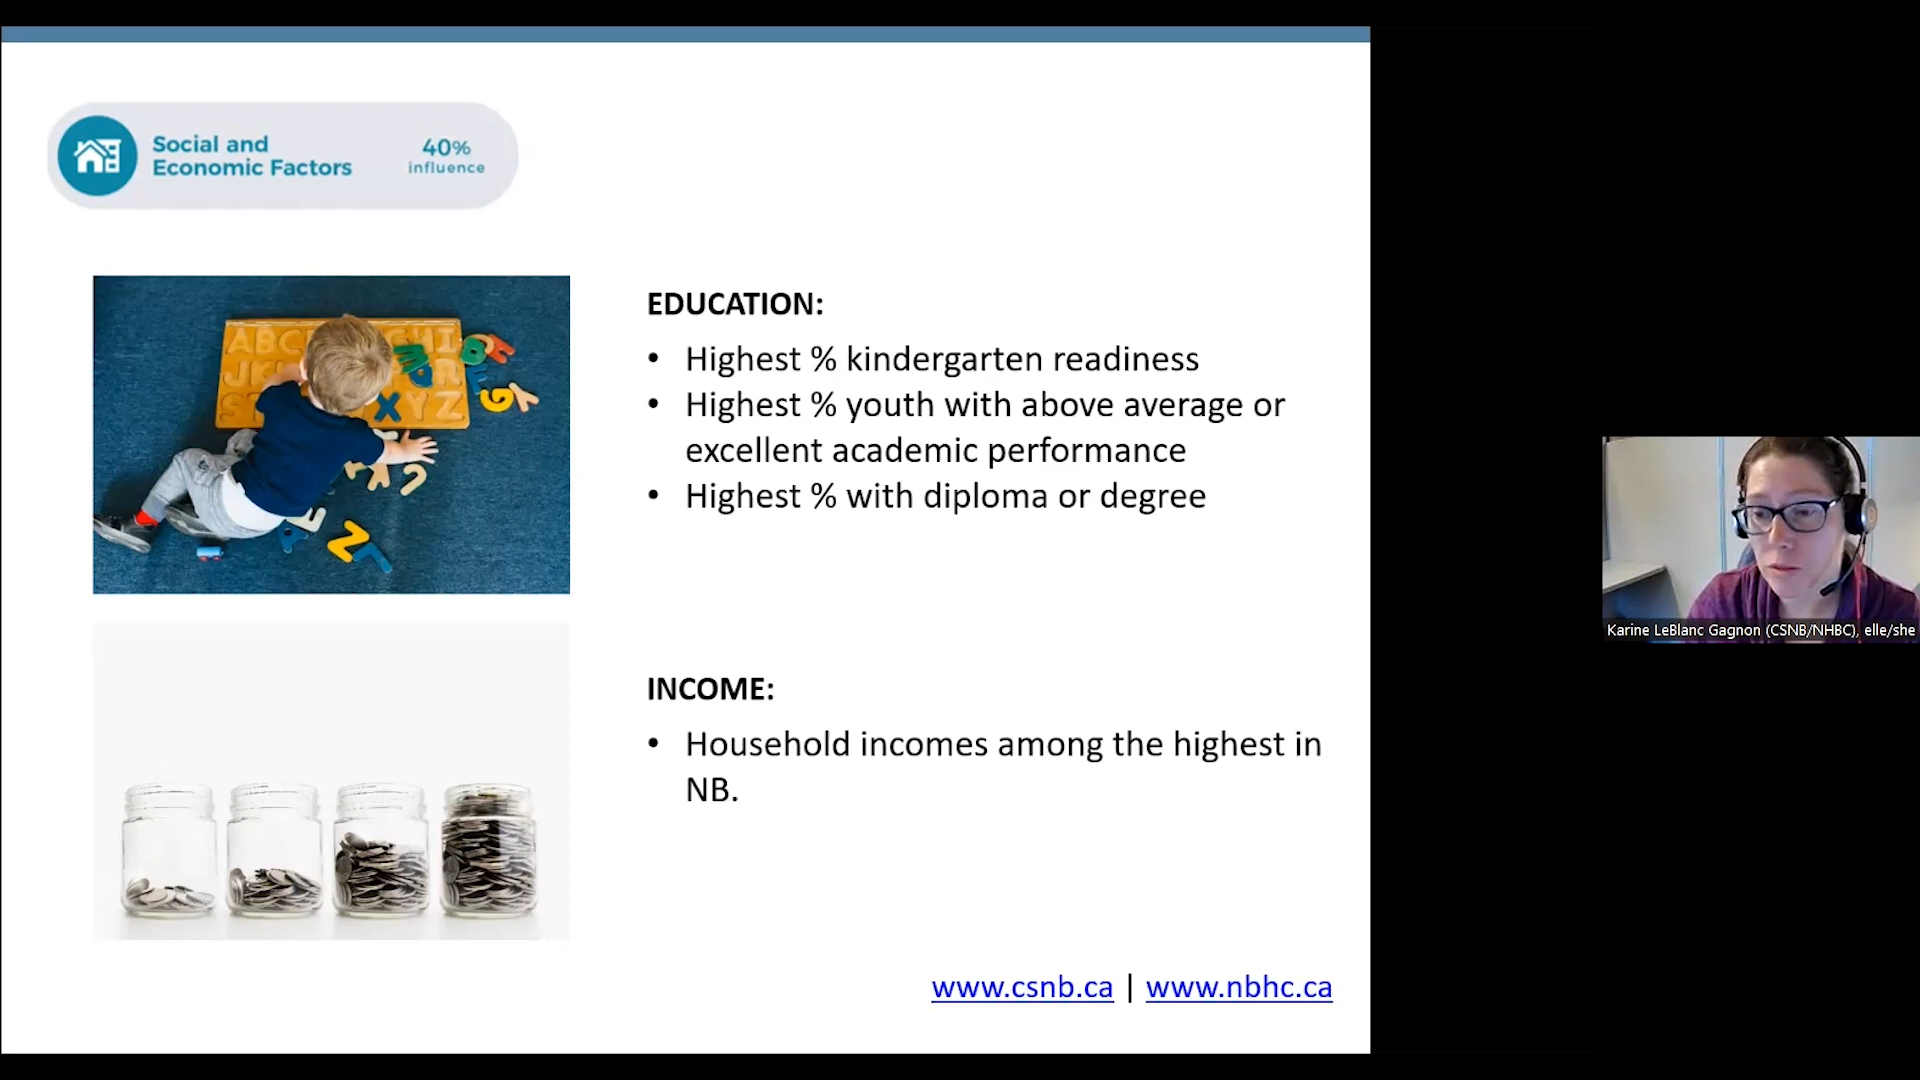 Social and
Economic Factors
40%
influence
EDUCATION:
• Highest % kindergarten readiness
• Highest % youth with above average or
excellent academic performance
• Highest % with diploma or degree
INCOME:
• Household incomes among the highest in
NB.
www.csnb.ca | www.nbhc.ca
Karine LeBlanc Gagnon (CSNB/NHBC), elle/she